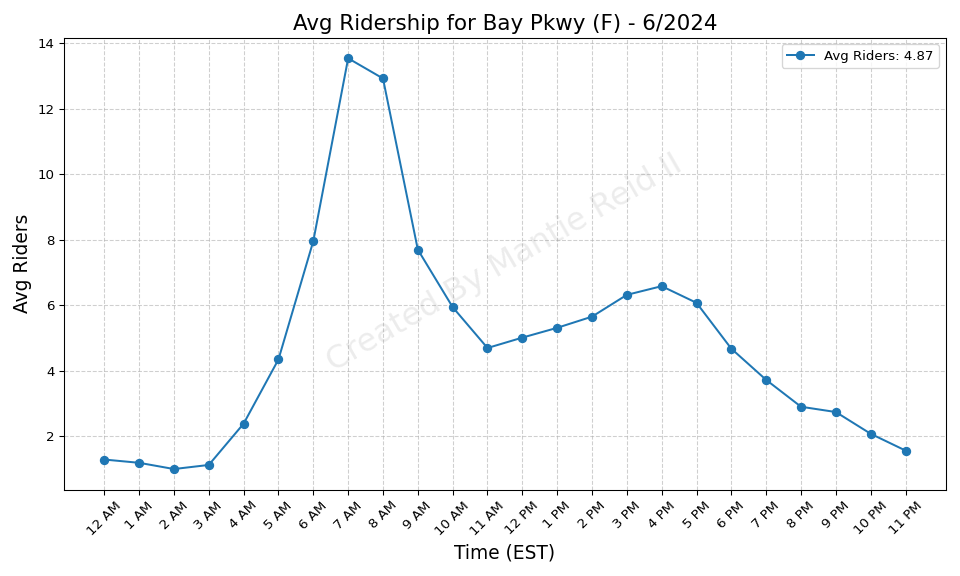 Avg Ridership for Bay Pkwy (F) - 6/2024
Avg Riders: 4.87
14
12
10
8
6
4
2
Avg Riders
Created By Mantie Reid II
12 AM
1 AM
2 AM
3 AM
4 AM
5 AM
6 AM
7 AM
8 AM
9 AM
10 AM
11 AM
12 PM
1 PM
2 PM
3 PM
4 PM
5 PM
6 PM
7 PM
8 PM
9 PM
10 PM
11 PM
Time (EST)